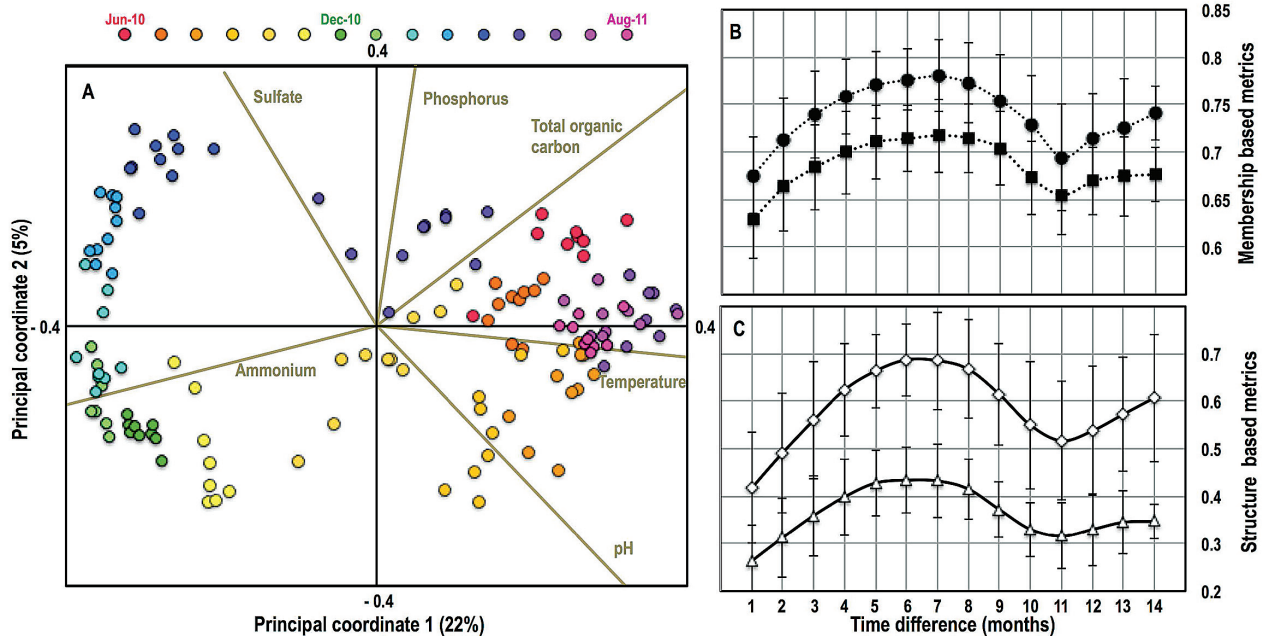 Jun-10
Dec-10
Aug-11
0.4
A
Sulfate
Phosphorus
Total organic
carbon
Ammonium
Temperature
pH
- 0.4
0.4
- 0.4
Principal coordinate 2 (5%)
Principal coordinate 1 (22%)
B
0.85
0.8
0.75
0.7
0.65
0.6
Membership based metrics
C
0.7
0.6
0.5
0.4
0.3
0.2
Structure based metrics
1 2 3 4 5 6 7 8 9 10 11 12 13 14
Time difference (months)